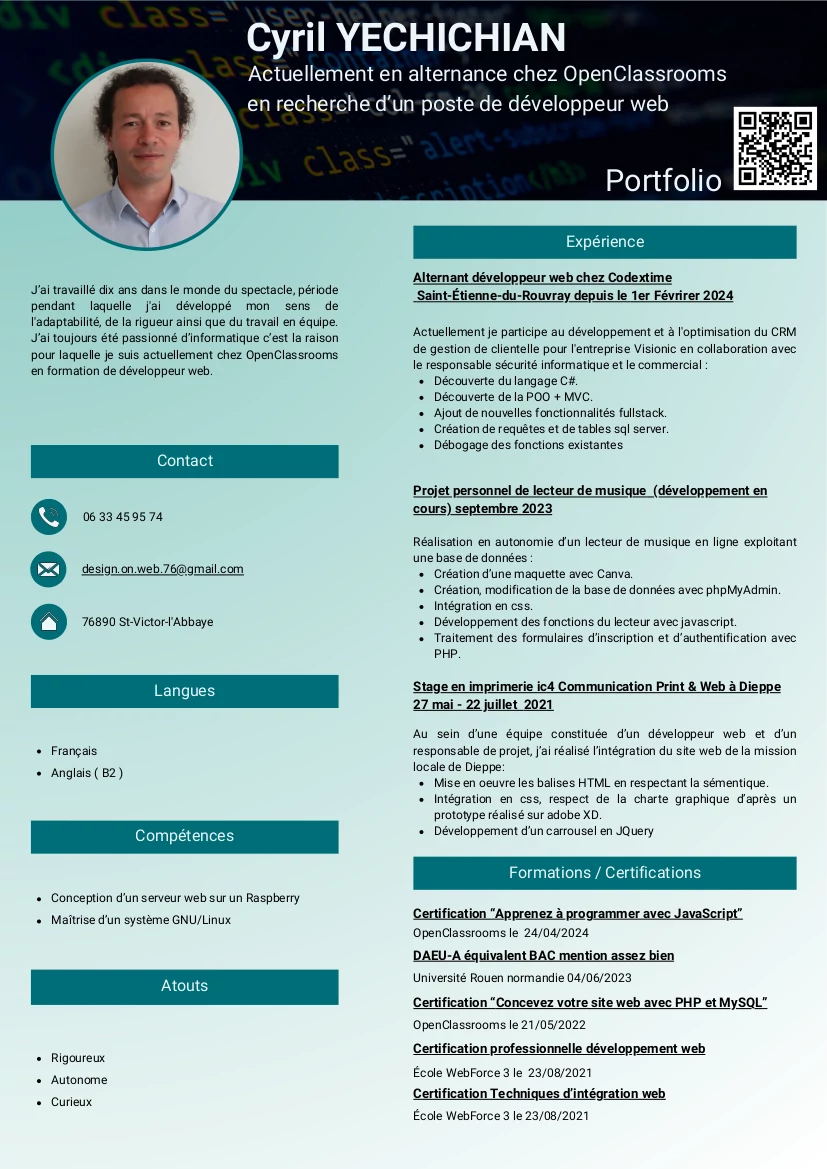 Cyril YECHICHIAN
Actuellement en alternance chez OpenClassrooms
en recherche d'un poste de développeur web
Portfolio
J'ai travaillé dix ans dans le monde du spectacle, période
pendant laquelle j'ai développé mon sens de
l'adaptabilité, de la rigueur ainsi que du travail en équipe.
J'ai toujours été passionné d'informatique c'est la raison
pour laquelle je suis actuellement chez OpenClassrooms
en formation de développeur web.
Contact
06 33 45 95 74
design.on.web.76@gmail.com
76890 St-Victor-l'Abbaye
Langues
Français
Anglais ( B2 )
Compétences
Conception d'un serveur web sur un Raspberry
Maîtrise d'un système GNU/Linux
Atouts
Rigoureux
Autonome
Curieux
Expérience
Alternant développeur web chez Codextime
Saint-Étienne-du-Rouvray depuis le 1er Févrirer 2024
Actuellement je participe au développement et à l'optimisation du CRM
de gestion de clientelle pour l'entreprise Visionic en collaboration avec
le responsable sécurité informatique et le commercial :
Découverte du langage C#.
Découverte de la POO + MVC.
Ajout de nouvelles fonctionnalités fullstack.
Création de requêtes et de tables sql server.
Débogage des fonctions existantes
Projet personnel de lecteur de musique (développement en
cours) septembre 2023
Réalisation en autonomie d'un lecteur de musique en ligne exploitant
une base de données :
Création d'une maquette avec Canva.
Création, modification de la base de données avec phpMyAdmin.
Intégration en css.
Développement des fonctions du lecteur avec javascript.
Traitement des formulaires d'inscription et d'authentification avec
PHP.
Stage en imprimerie ic4 Communication Print & Web à Dieppe
27 mai - 22 juillet 2021
Au sein d'une équipe constituée d'un développeur web et d'un
responsable de projet, j'ai réalisé l'intégration du site web de la mission
locale de Dieppe:
Mise en oeuvre les balises HTML en respectant la sémentique.
Intégration en css, respect de la charte graphique d'après un
prototype réalisé sur adobe XD.
Développement d'un carrousel en JQuery
Formations / Certifications
Certification "Apprenez à programmer avec JavaScript"
OpenClassrooms le 24/04/2024
DAEU-A équivalent BAC mention assez bien
Université Rouen normandie 04/06/2023
Certification "Concevez votre site web avec PHP et MySQL"
OpenClassrooms le 21/05/2022
Certification professionnelle développement web
École WebForce 3 le 23/08/2021
Certification Techniques d'intégration web
École WebForce 3 le 23/08/2021